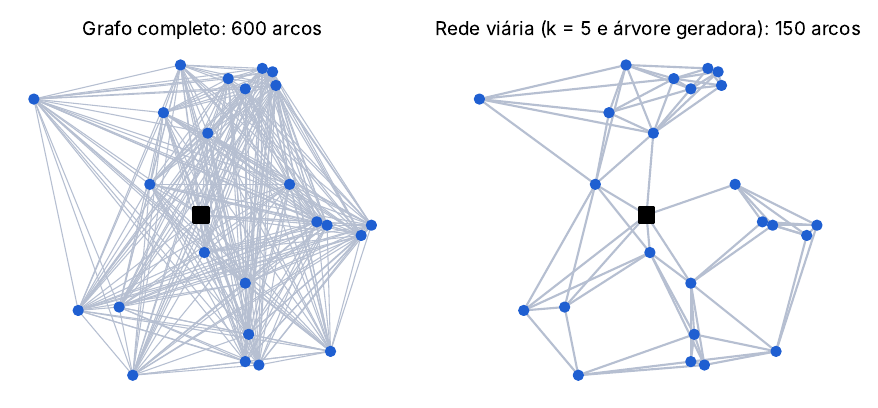 Grafo completo: 600 arcos
Rede viária (k = 5 e árvore geradora): 150 arcos